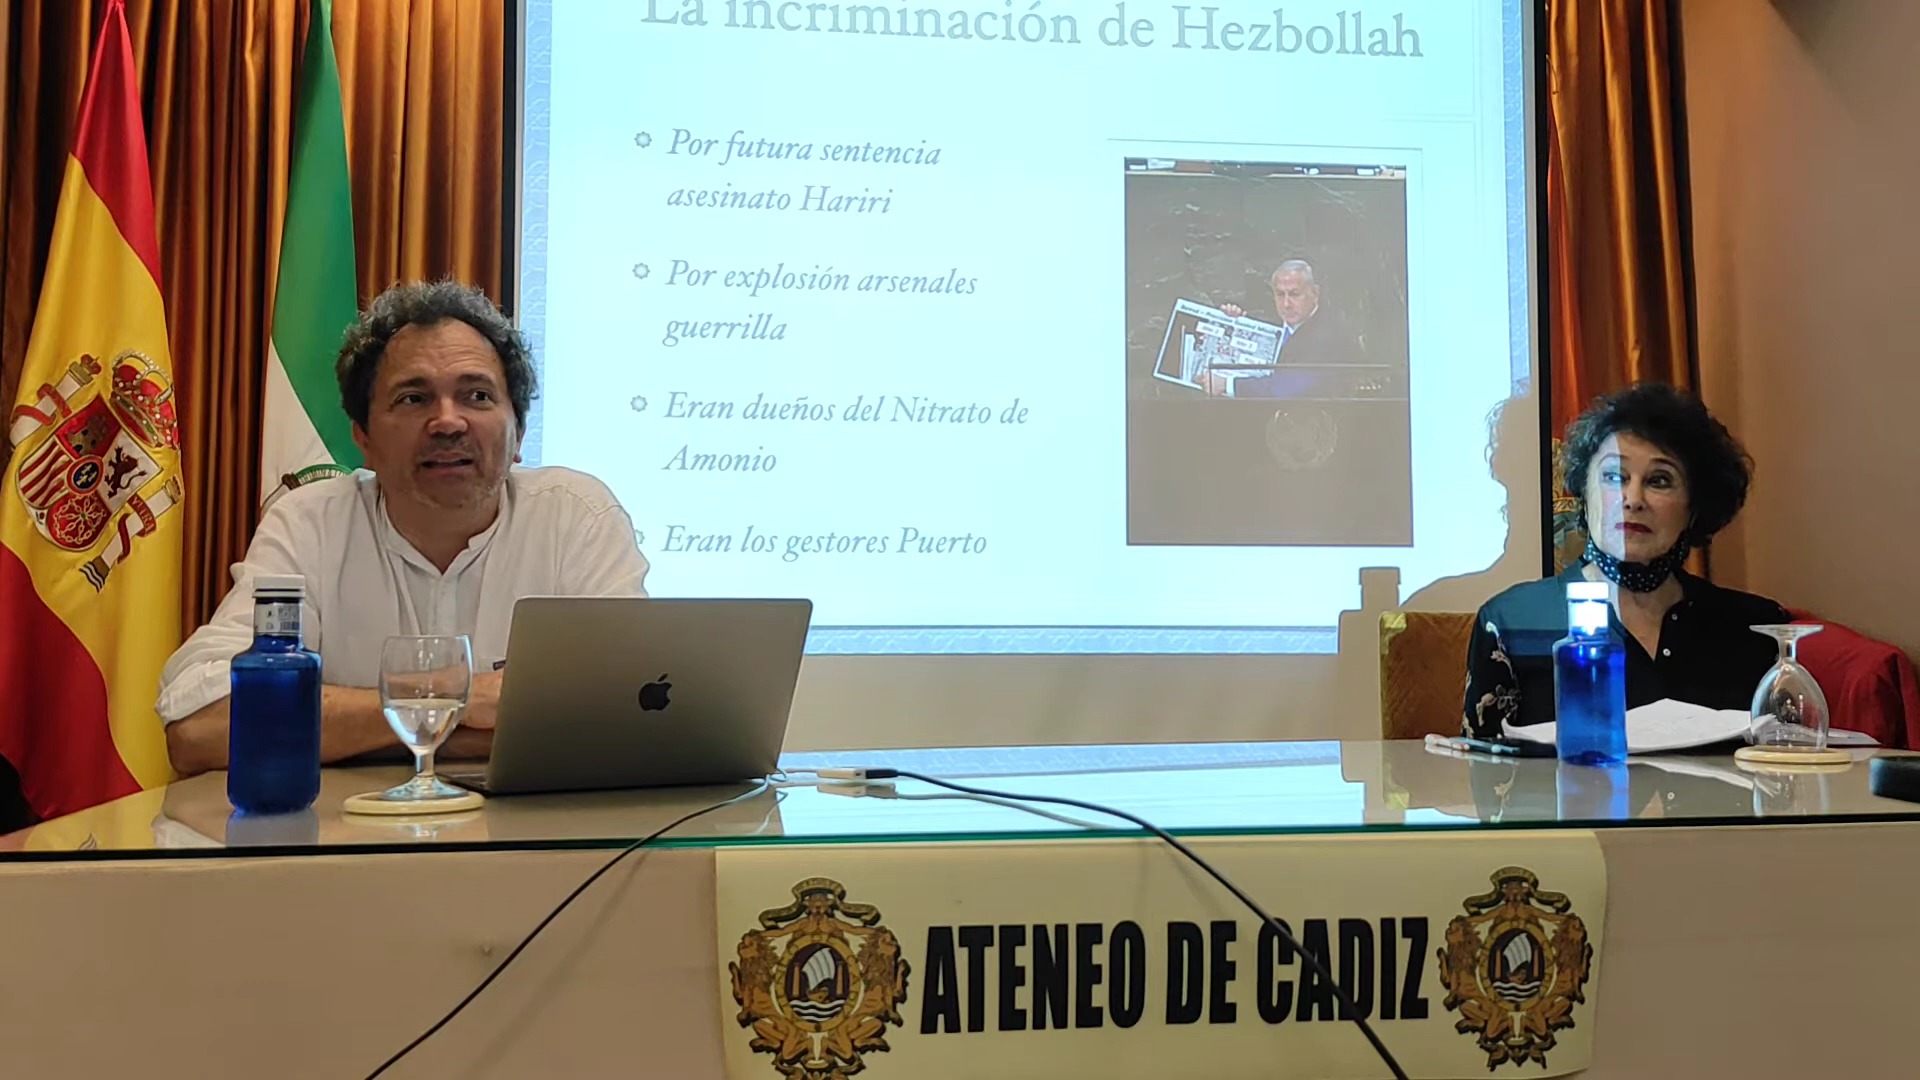 La incriminación de Hezbollah
Por futura sentencia
asesinato Hariri
Por explosión arsenales
guerrilla
Eran dueños del Nitrato de
Amonio
Eran los gestores Puerto
ATENEO DE CADIZ